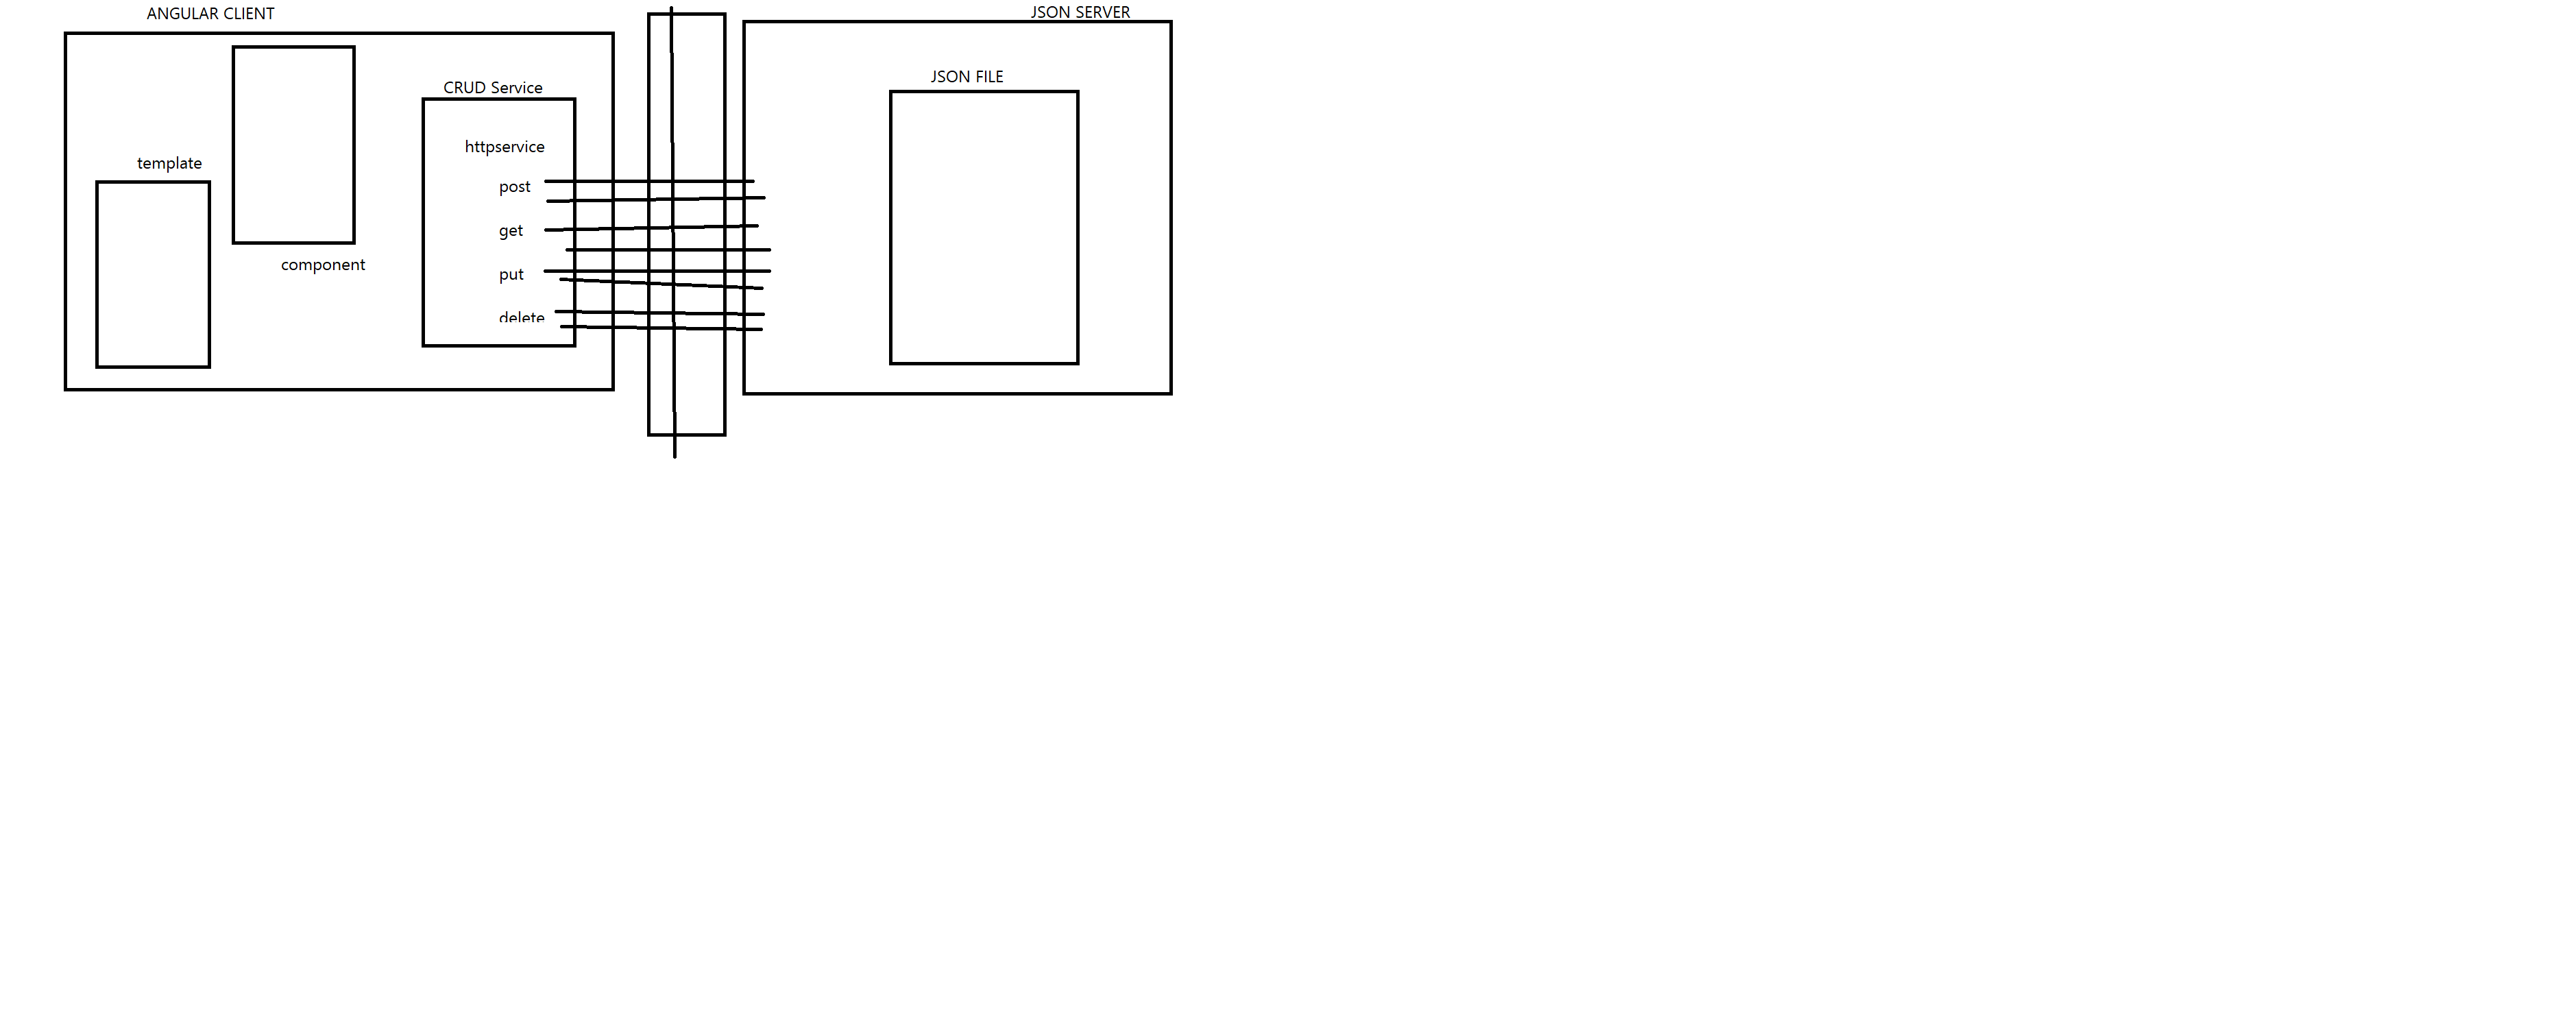 ANGULAR CLIENT
JSON SERVER
JSON FILE
CRUD Service
httpservice
template
post
get
component
put
delete